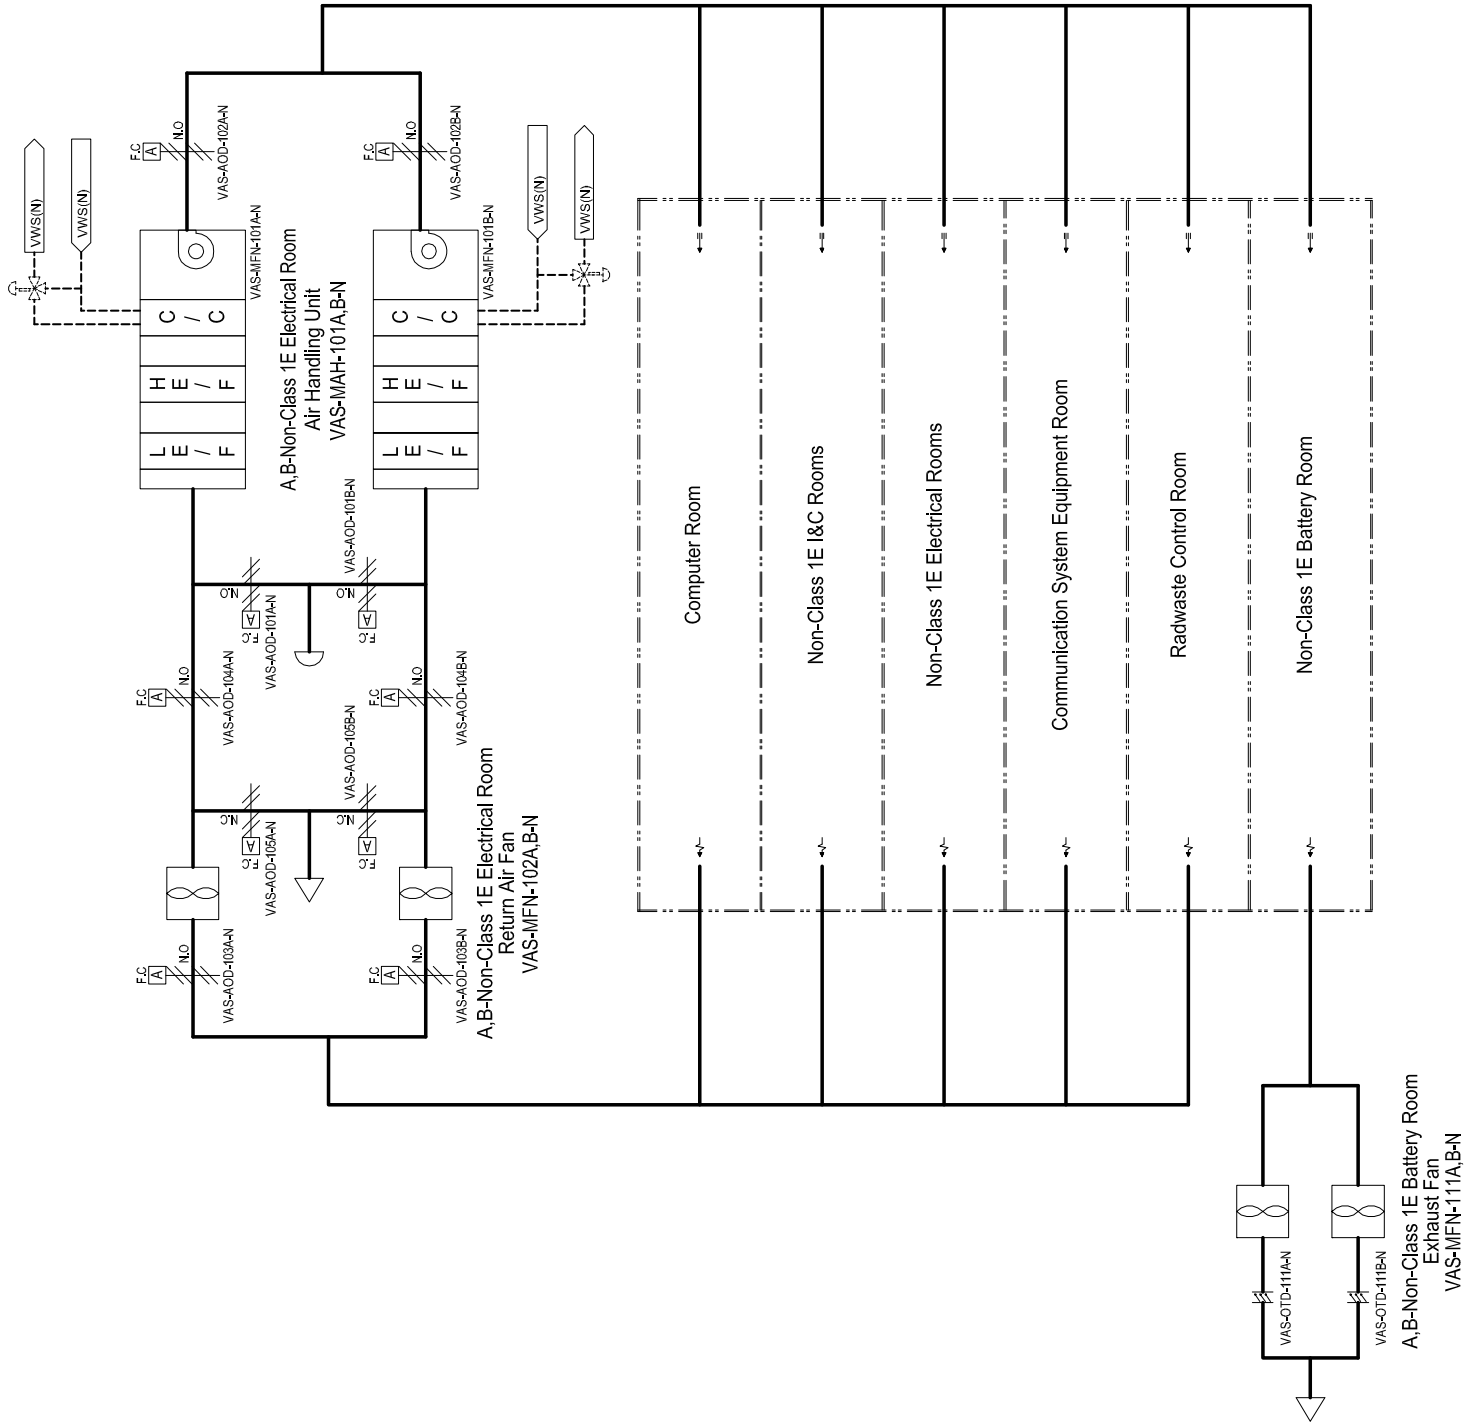 VWS(N)
VWS(N)
F.C
A
N.O
VAS-AOD-102A-N
F.C
A
N.O
VAS-AOD-102B-N
VWS(N)
VWS(N)
VAS-MFN-101A-N
VAS-MFN-101B-N
C / C
H E / F
L E / F
C / C
H E / F
L E / F
A,B-Non-Class 1E Electrical Room
Air Handling Unit
VAS-MAH-101A,B-N
N.O
A
F.C
VAS-AOD-101A-N
VAS-AOD-101B-N
N.O
A
F.C
F.C
A
N.O
VAS-AOD-104A-N
F.C
A
N.O
VAS-AOD-104B-N
N.C
A
F.C
VAS-AOD-105A-N
VAS-AOD-105B-N
N.C
A
F.C
F.C
A
N.O
VAS-AOD-103A-N
F.C
A
N.O
VAS-AOD-103B-N
A,B-Non-Class 1E Electrical Room
Return Air Fan
VAS-MFN-102A,B-N
Computer Room
Non-Class 1E I&C Rooms
Non-Class 1E Electrical Rooms
Communication System Equipment Room
Radwaste Control Room
Non-Class 1E Battery Room
VAS-OTD-111A-N
VAS-OTD-111B-N
A,B-Non-Class 1E Battery Room
Exhaust Fan
VAS-MFN-111A,B-N